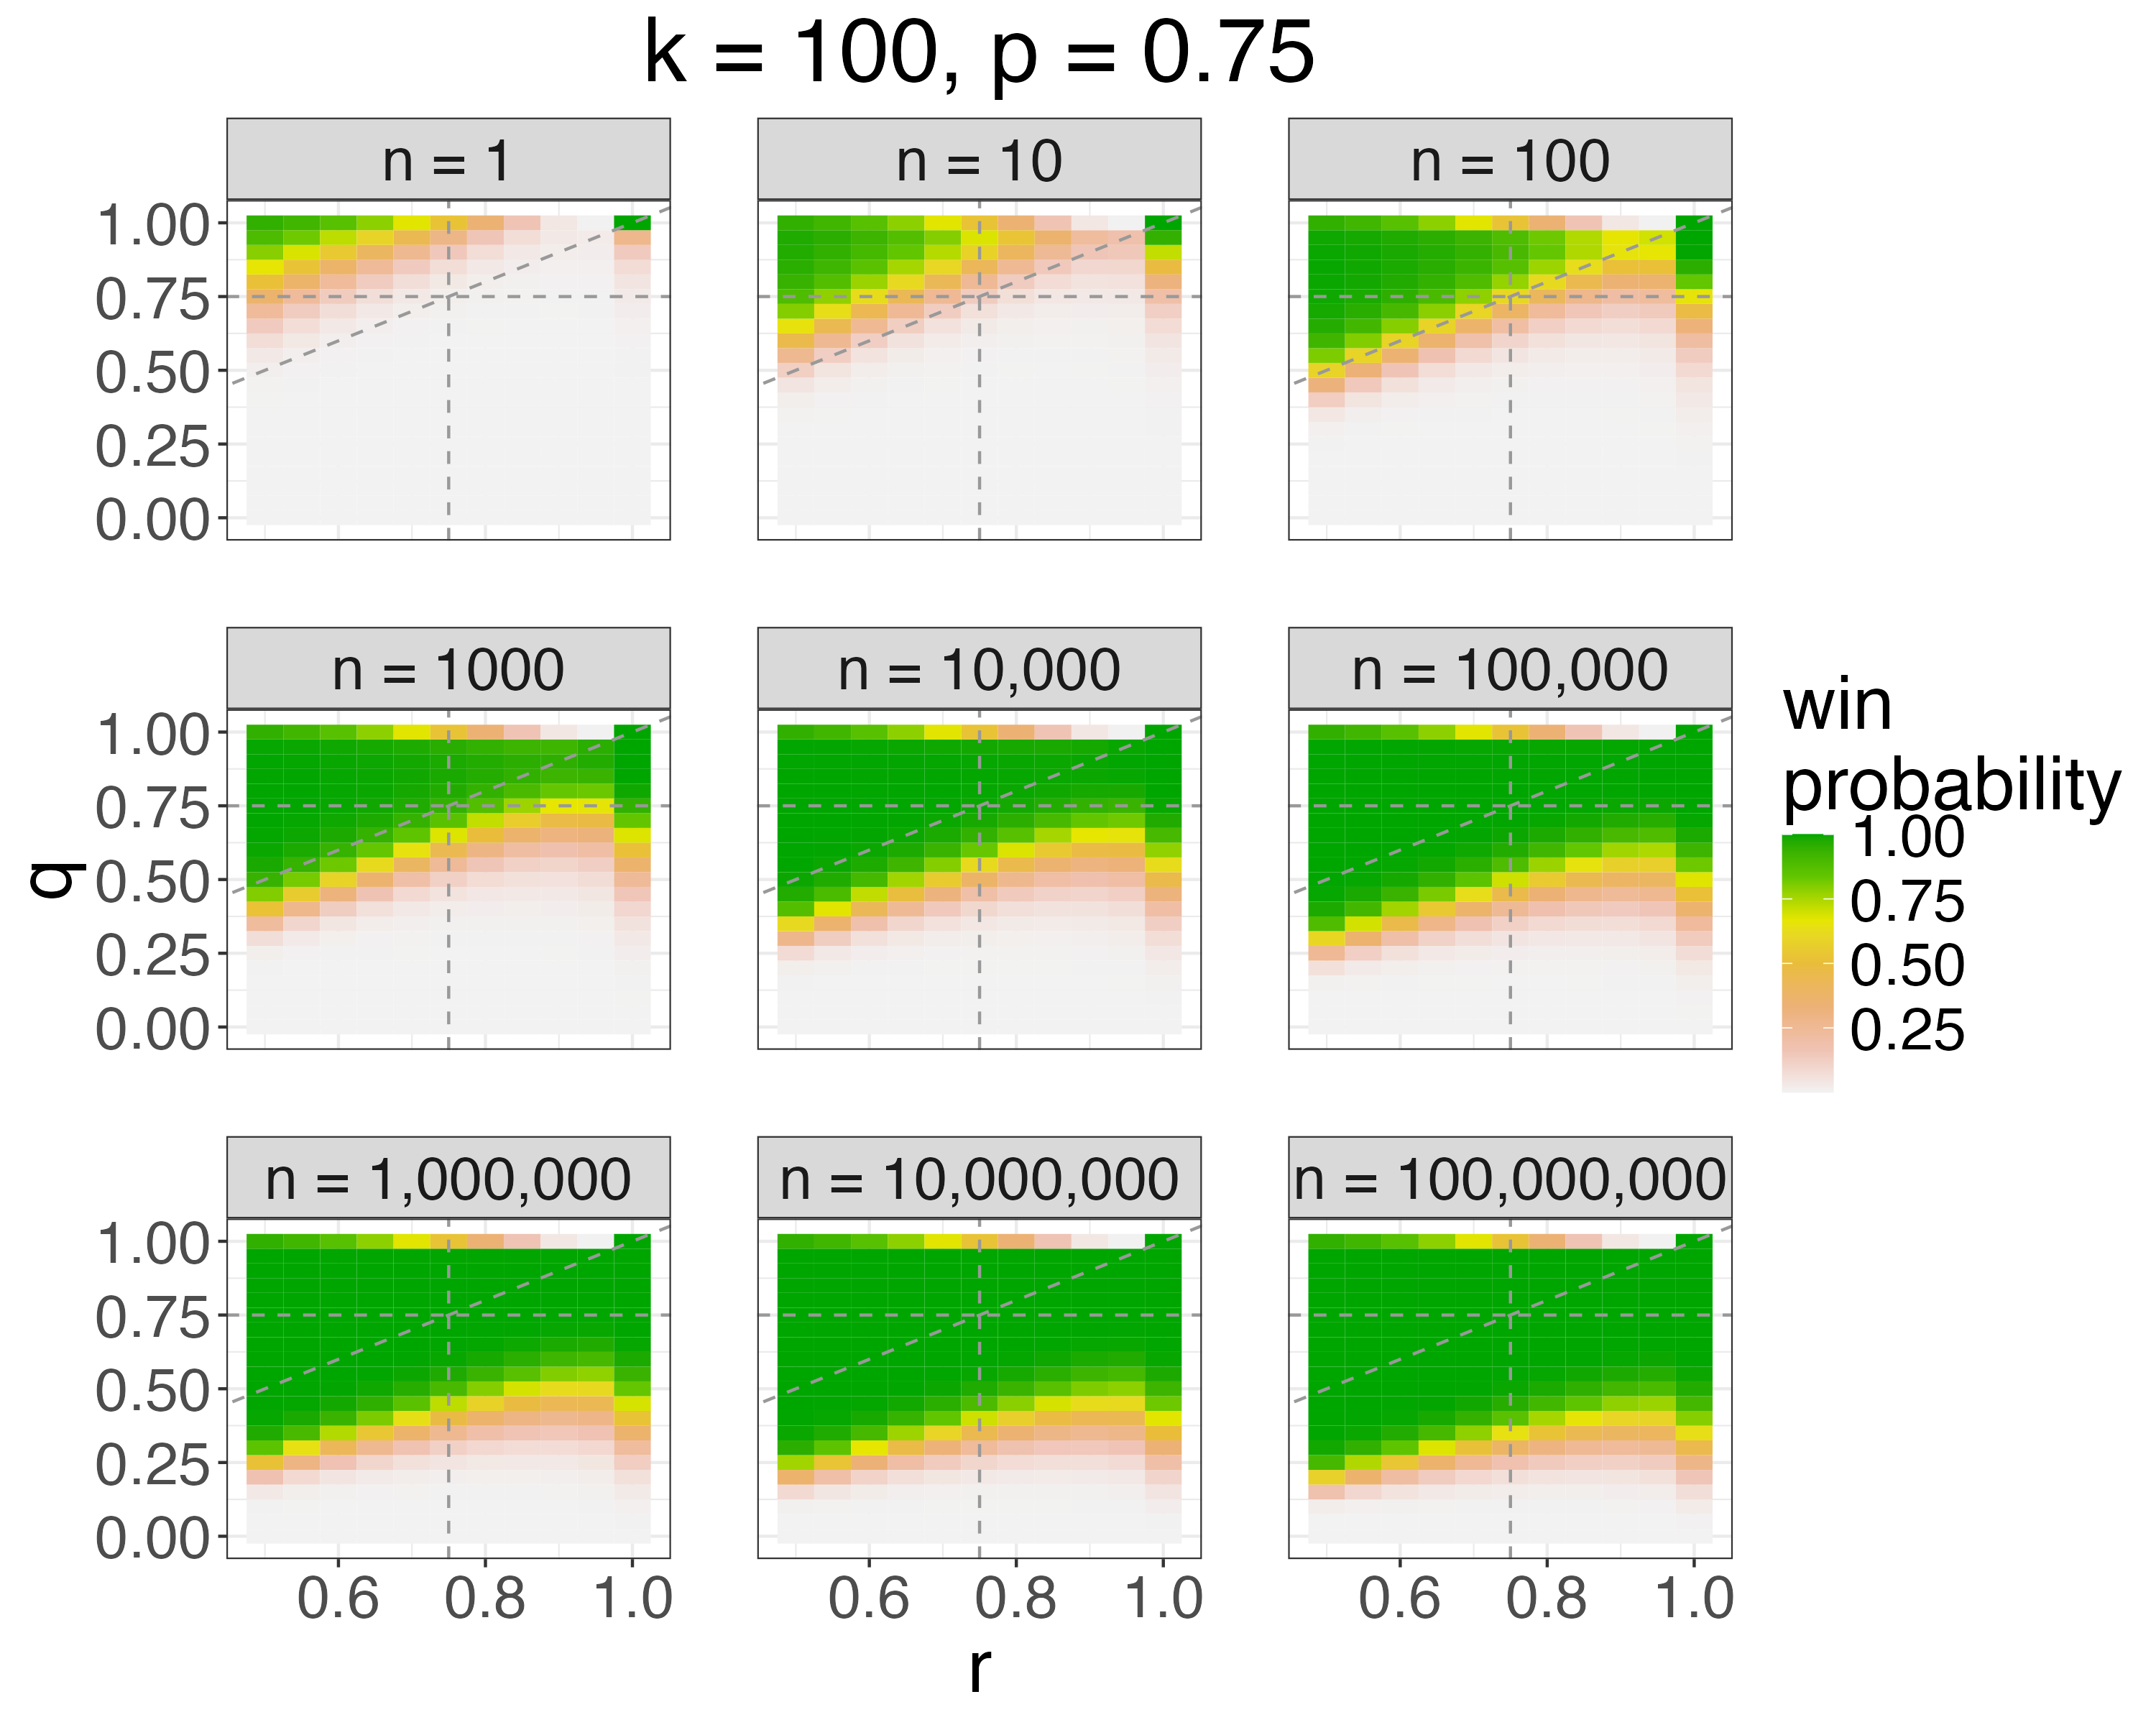 k = 100, p = 0.75
n = 1
n = 10
n = 100
1.00
0.75
0.50
0.25
0.00
n = 1000
n = 10,000
n = 100,000
1.00
0.75
0.50
0.25
0.00
q
win
probability
1.00
0.75
0.50
0.25
n = 1,000,000
n = 10,000,000
n = 100,000,000
1.00
0.75
0.50
0.25
0.00
0.6 0.8 1.0
0.6 0.8 1.0
0.6 0.8 1.0
r